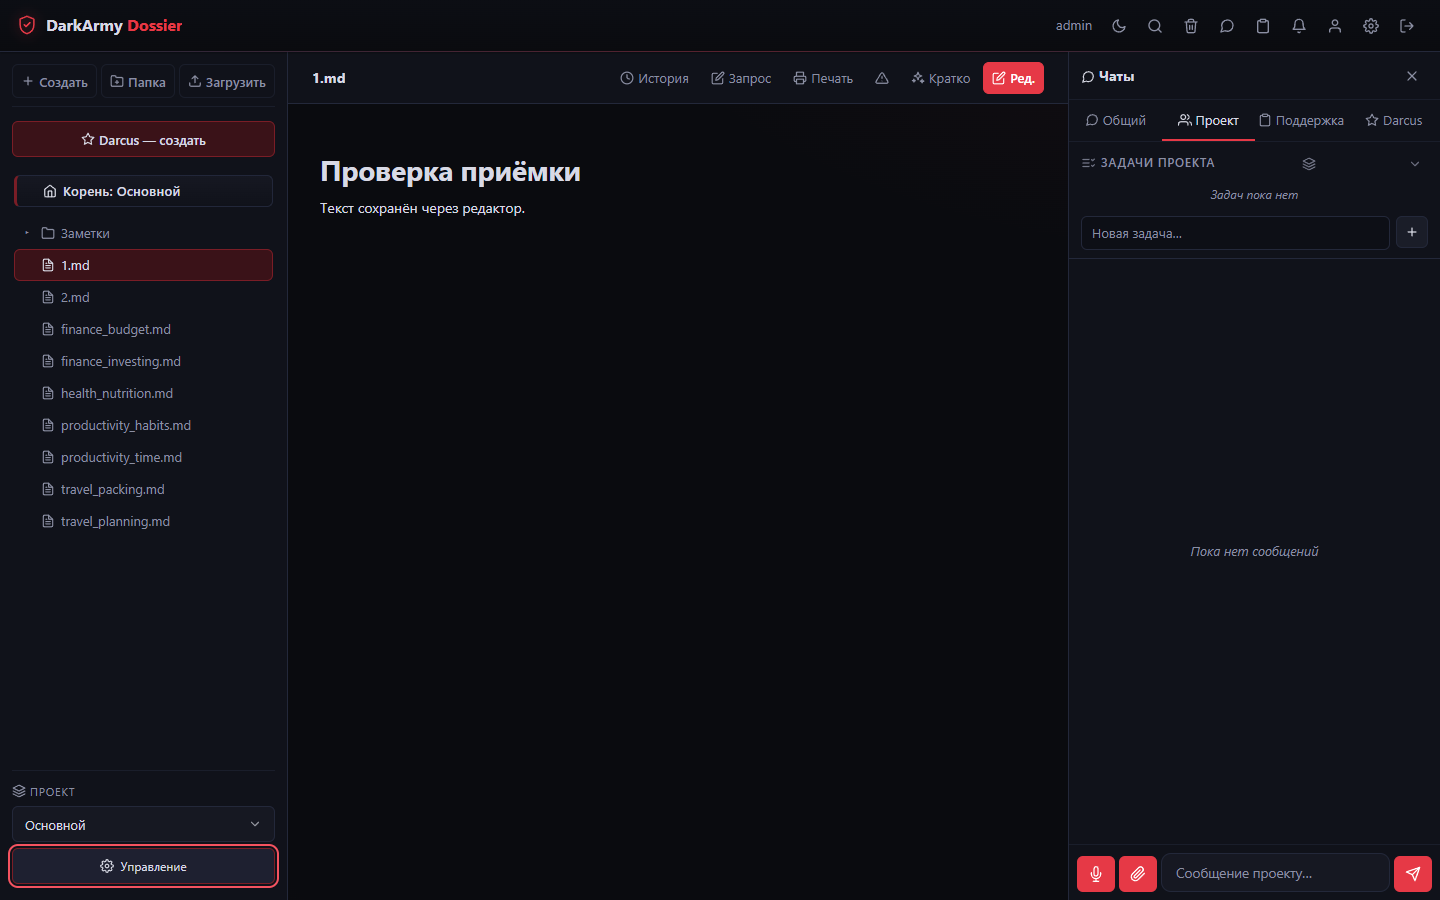 DarkArmy Dossier
admin
Создать
Папка
Загрузить
Darcus — создать
Корень: Основной
Заметки
1.md
2.md
finance_budget.md
finance_investing.md
health_nutrition.md
productivity_habits.md
productivity_time.md
travel_packing.md
travel_planning.md
ПРОЕКТ
Основной
Управление
1.md
История
Запрос
Печать
Кратко
Ред.
Проверка приёмки
Текст сохранён через редактор.
Чаты
Общий
Проект
Поддержка
Darcus
ЗАДАЧИ ПРОЕКТА
Задач пока нет
Новая задача...
Пока нет сообщений
Сообщение проекту...